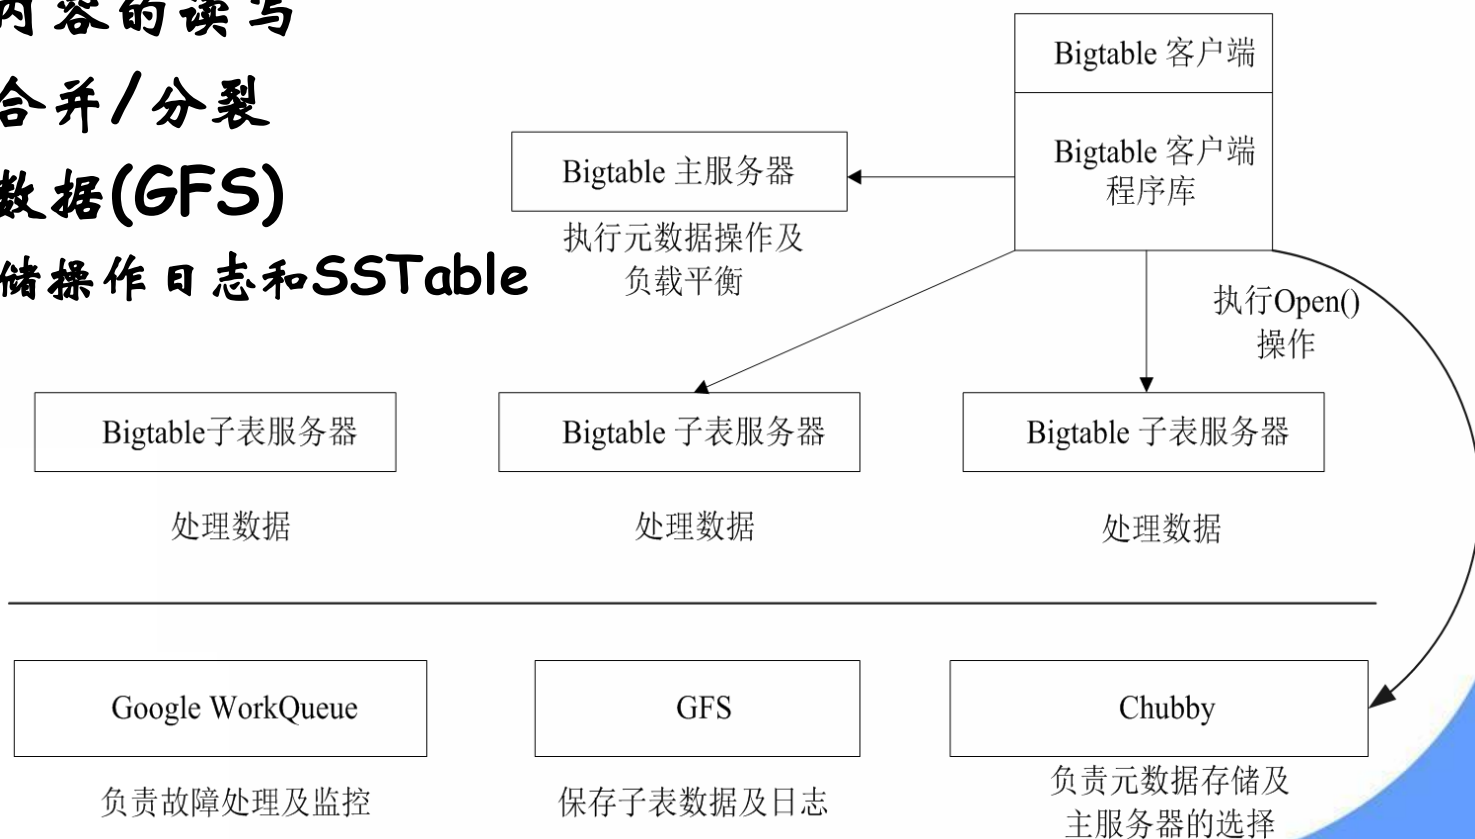 内容的读写
合并/分裂
数据(GFS)
储操作日志和SSTable
Bigtable 客户端
Bigtable 客户端
程序库
Bigtable 主服务器
执行元数据操作及
负载平衡
执行Open()
操作
Bigtable子表服务器
Bigtable 子表服务器
Bigtable 子表服务器
处理数据
处理数据
处理数据
Google WorkQueue
GFS
Chubby
负责故障处理及监控
保存子表数据及日志
负责元数据存储及
主服务器的选择